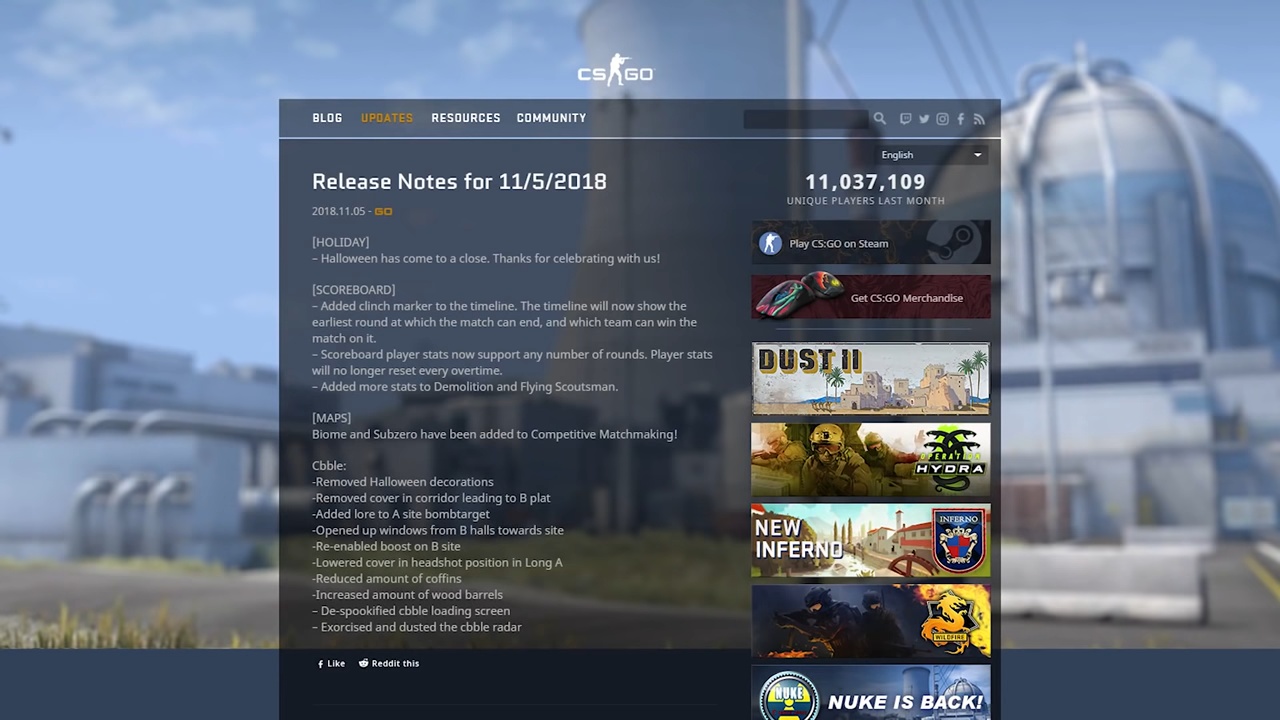 CS GO
BLOG UPDATES RESOURCES COMMUNITY
English
Release Notes for 11/5/2018
2018.11.05 - GO
[HOLIDAY]
– Halloween has come to a close. Thanks for celebrating with us!
[SCOREBOARD]
– Added clinch marker to the timeline. The timeline will now show the
earliest round at which the match can end, and which team can win the
match on it.
– Scoreboard player stats now support any number of rounds. Player stats
will no longer reset every overtime.
– Added more stats to Demolition and Flying Scoutsman.
[MAPS]
Biome and Subzero have been added to Competitive Matchmaking!
Cbble:
-Removed Halloween decorations
-Removed cover in corridor leading to B plat
-Added lore to A site bombtarget
-Opened up windows from B halls towards site
-Re-enabled boost on B site
-Lowered cover in headshot position in Long A
-Reduced amount of coffins
-Increased amount of wood barrels
– De-spookified cbble loading screen
– Exorcised and dusted the cbble radar
Like Reddit this
11,037,109
UNIQUE PLAYERS LAST MONTH
Play CS:GO on Steam
Get CS:GO Merchandise
DUST II
OPERATION
HYDRA
NEW
INFERNO
INFERNO
WILDFIRE
NUKE
NUKE IS BACK!